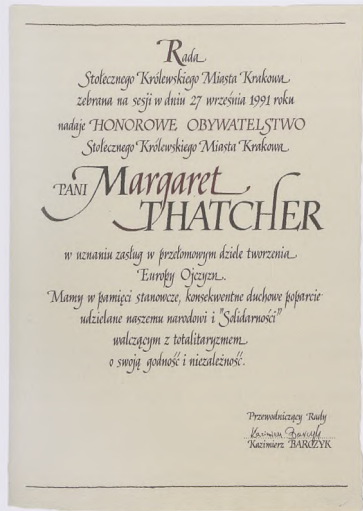 Rada
Stołecznego Królewskiego Miasta Krakowa
zebrana na sesji w dniu 27 września 1991 roku
nadaje HONOROWE OBYWATELSTWO
Stołecznego Królewskiego Miasta Krakowa
PANI Margaret
THATCHER
w uznaniu zasług w przełomowym dziele tworzenia
Europy Ojczyzn.
Mamy w pamięci stanowcze, konsekwentne duchowe poparcie
udzielane naszemu narodowi i "Solidarności"
walczącym z totalitaryzmem
o swoją godność i niezależność.
Przewodniczący Rady
Kazimierz Barczyk
Kazimierz BARCZYK